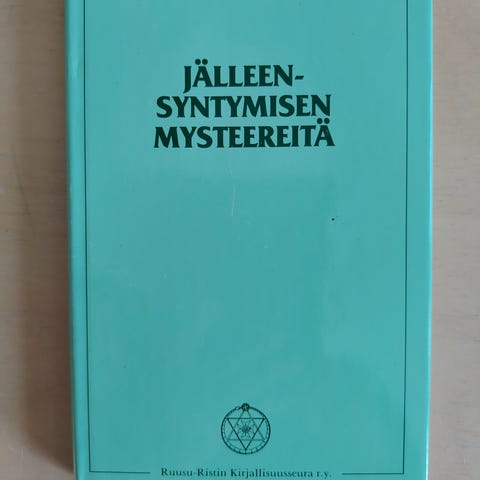 JÄLLEEN-
SYNTYMISEN
MYSTEEREITÄ
Ruusu-Ristin Kirjallisuusseura r.y.